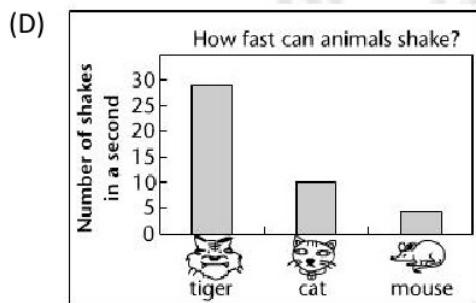 (D)
How fast can animals shake?
Number of shakes
in a second
30
25
20
15
10
5
0
tiger cat mouse